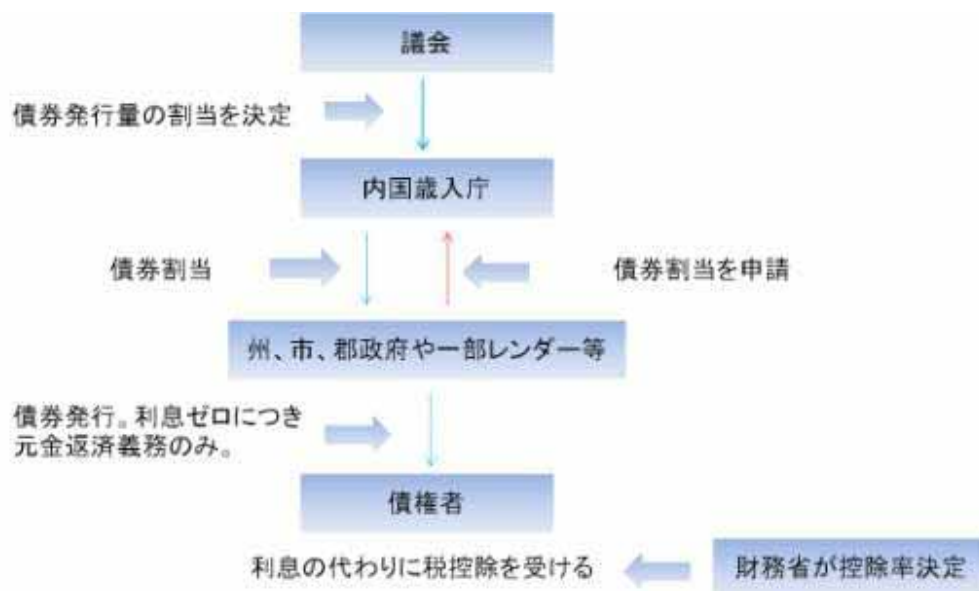 議会
債券発行量の割当を決定
内国歳入庁
債券割当
債券割当を申請
州、市、郡政府や一部レンダー等
債券発行。利息ゼロにつき
元金返済義務のみ。
債権者
利息の代わりに税控除を受ける
財務省が控除率決定